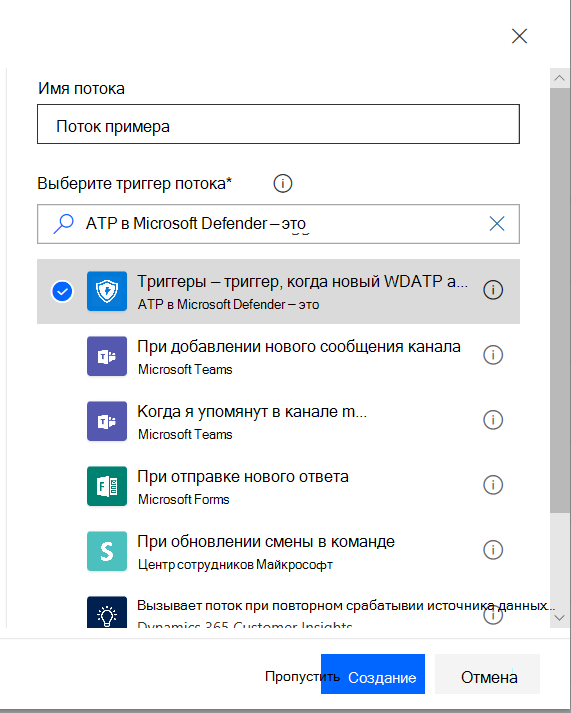 Имя потока
Поток примера
Выберите триггер потока*
ATP в Microsoft Defender – это
Триггеры – триггер, когда новый WDATP а...
ATP в Microsoft Defender – это
При добавлении нового сообщения канала
Microsoft Teams
Когда я упомянут в канале m...
Microsoft Teams
При отправке нового ответа
Microsoft Forms
При обновлении смены в команде
Центр сотрудников Майкрософт
Вызывает поток при повторном срабатывии источника данных...
Dynamics 365 Customer Insights
Пропустить Создание Отмена